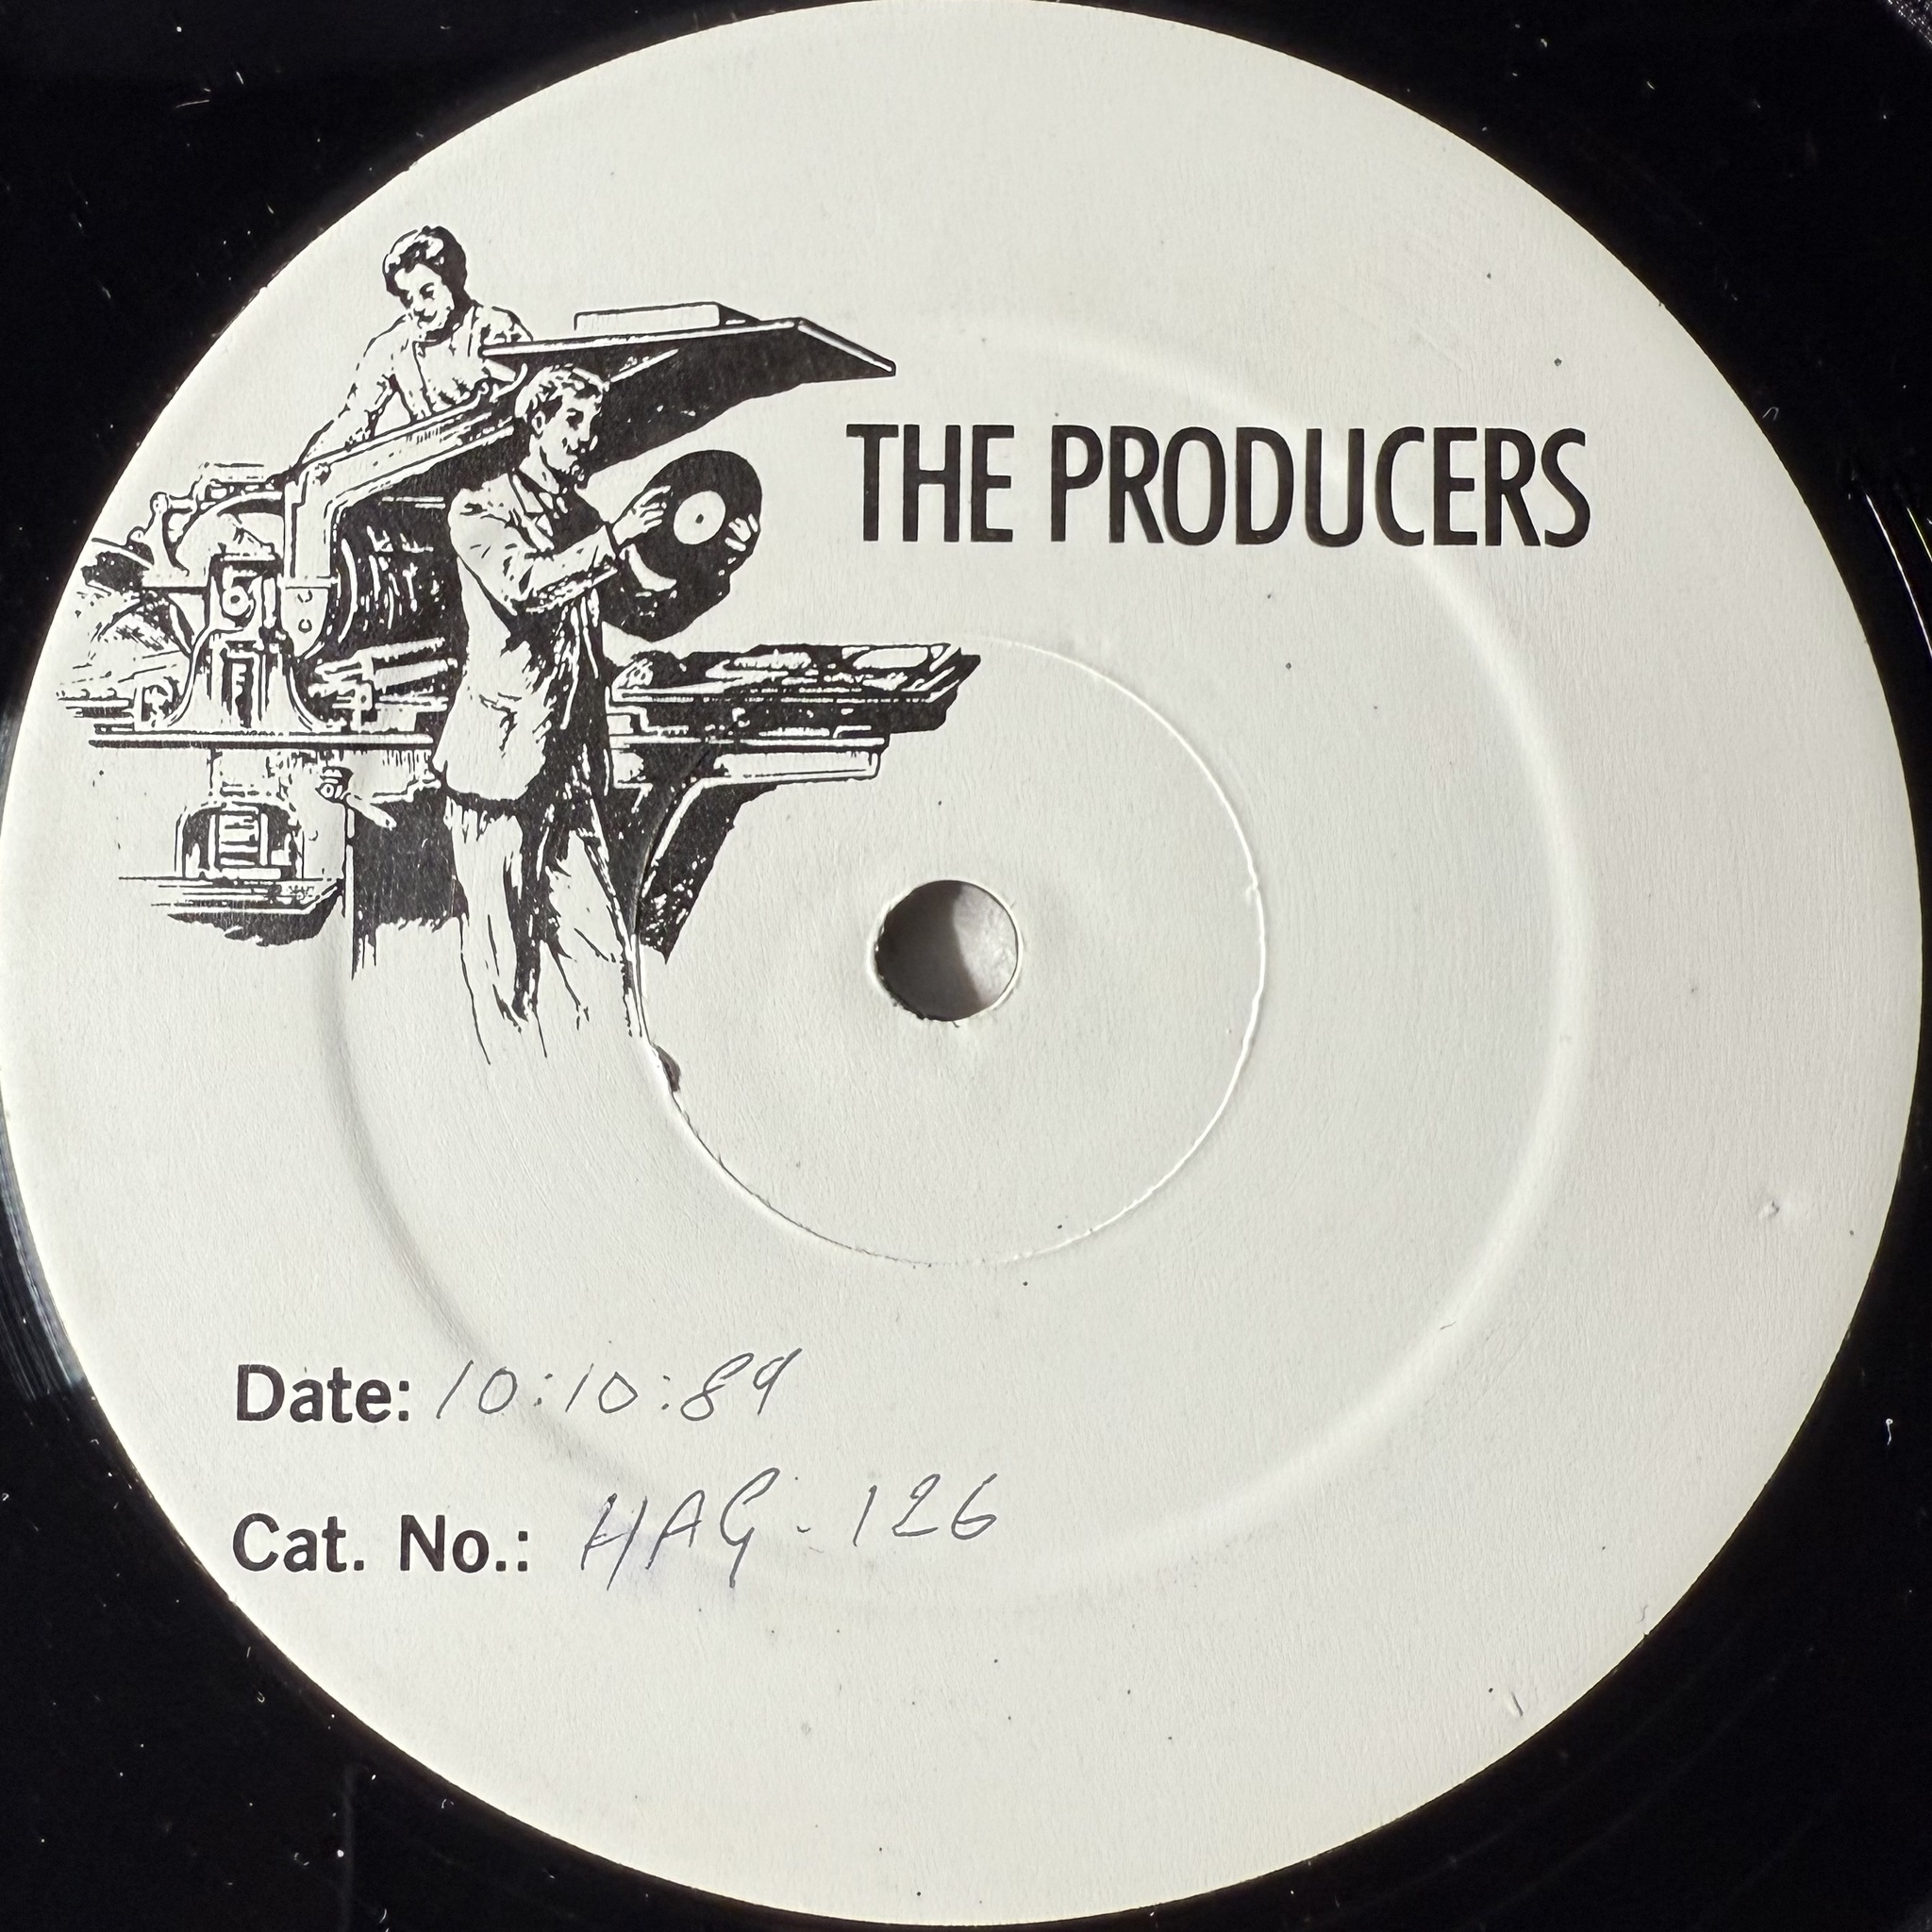 THE PRODUCERS
Date: 10:10:89
Cat. No.: HAG-126